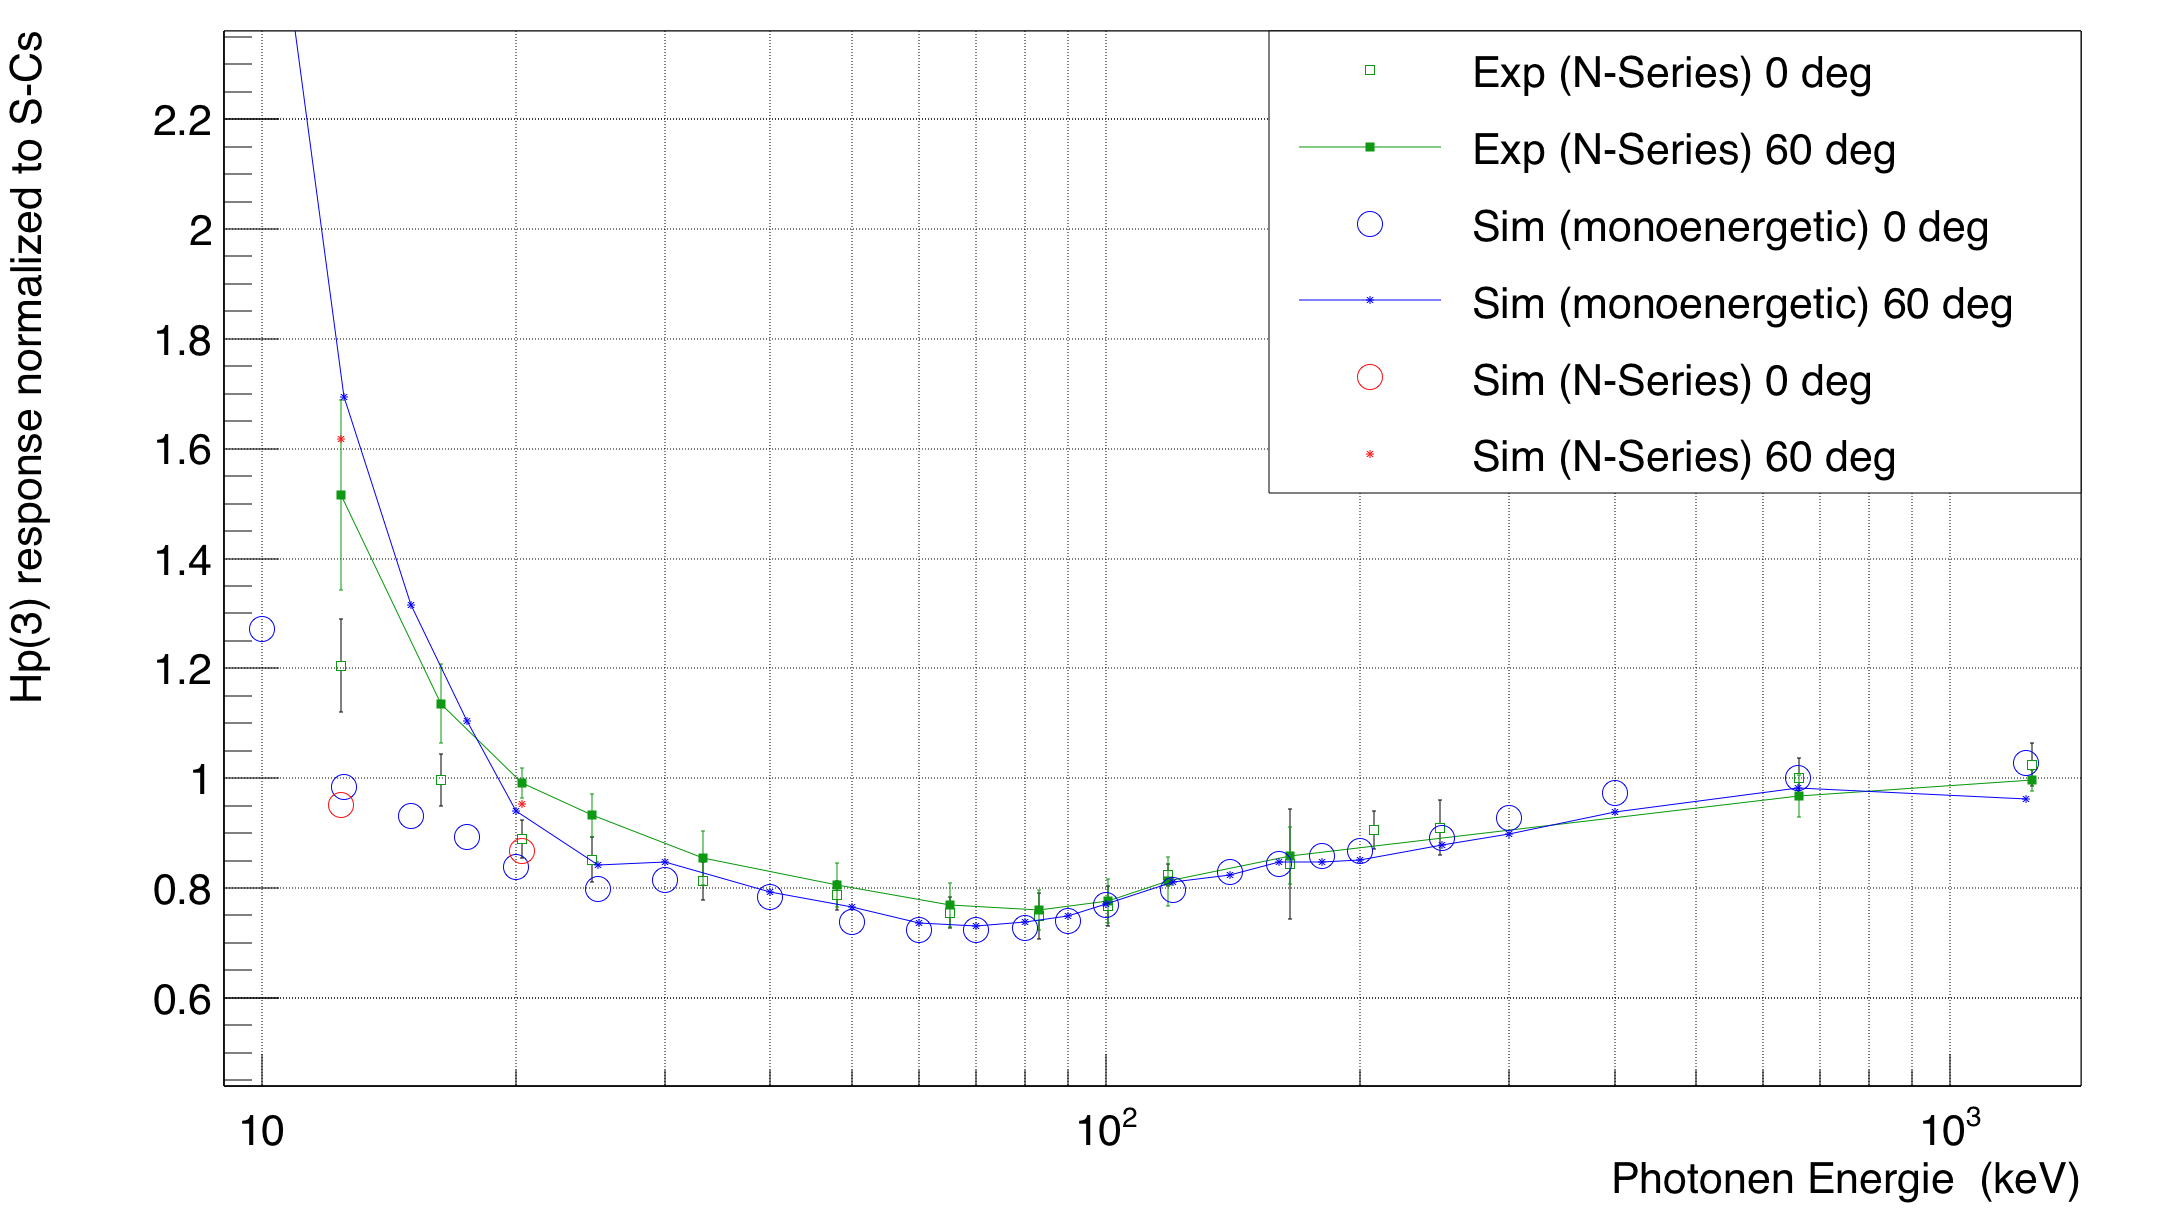 Hp(3) response normalized to S-Cs
2.2
2
1.8
1.6
1.4
1.2
1
0.8
0.6
Exp (N-Series) 0 deg
Exp (N-Series) 60 deg
Sim (monoenergetic) 0 deg
Sim (monoenergetic) 60 deg
Sim (N-Series) 0 deg
Sim (N-Series) 60 deg
10 10² 10³
Photonen Energie (keV)